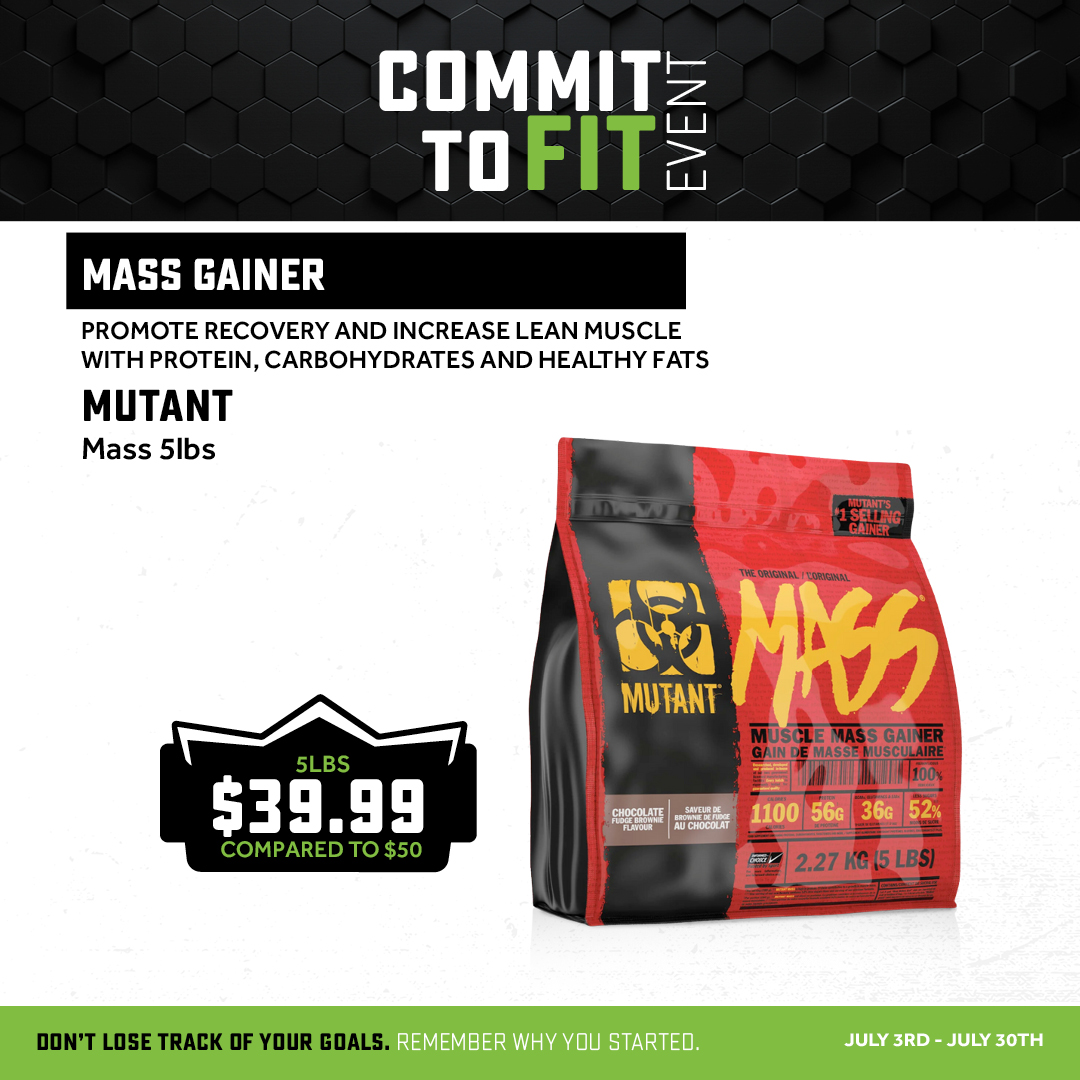 COMMIT
TO FIT
EVENT
MASS GAINER
PROMOTE RECOVERY AND INCREASE LEAN MUSCLE
WITH PROTEIN, CARBOHYDRATES AND HEALTHY FATS
MUTANT
Mass 5lbs
MUTANT'S
#1 SELLING
GAINER
THE ORIGINAL / L'ORIGINAL
MASS
MUTANT
MUSCLE MASS GAINER
GAIN DE MASSE MUSCULAIRE
100%
1100 56G 36G 52%
CHOCOLATE
FUDGE BROWNIE
FLAVOUR
SAVEUR DE
BROWNIE DE FUDGE
AU CHOCOLAT
2.27 KG (5 LBS)
5LBS
$39.99
COMPARED TO $50
DON'T LOSE TRACK OF YOUR GOALS. REMEMBER WHY YOU STARTED.
JULY 3RD - JULY 30TH